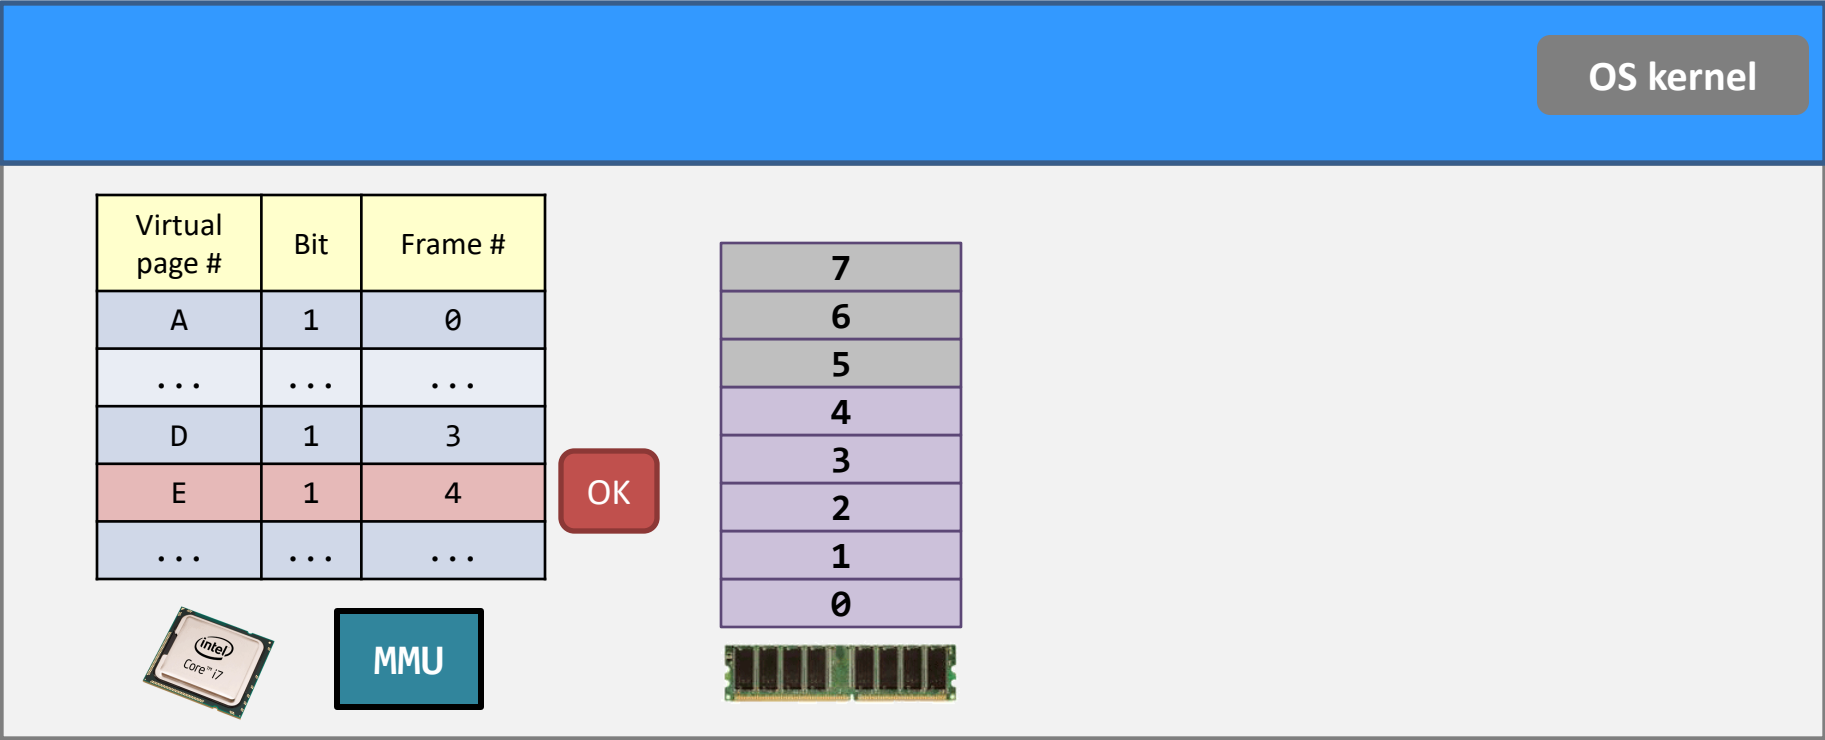 OS kernel
Virtual page #
Bit
Frame #
A 1 0
... ... ...
D 1 3
E 1 4
... ... ...
OK
7
6
5
4
3
2
1
0
intel
Core™ i7
MMU